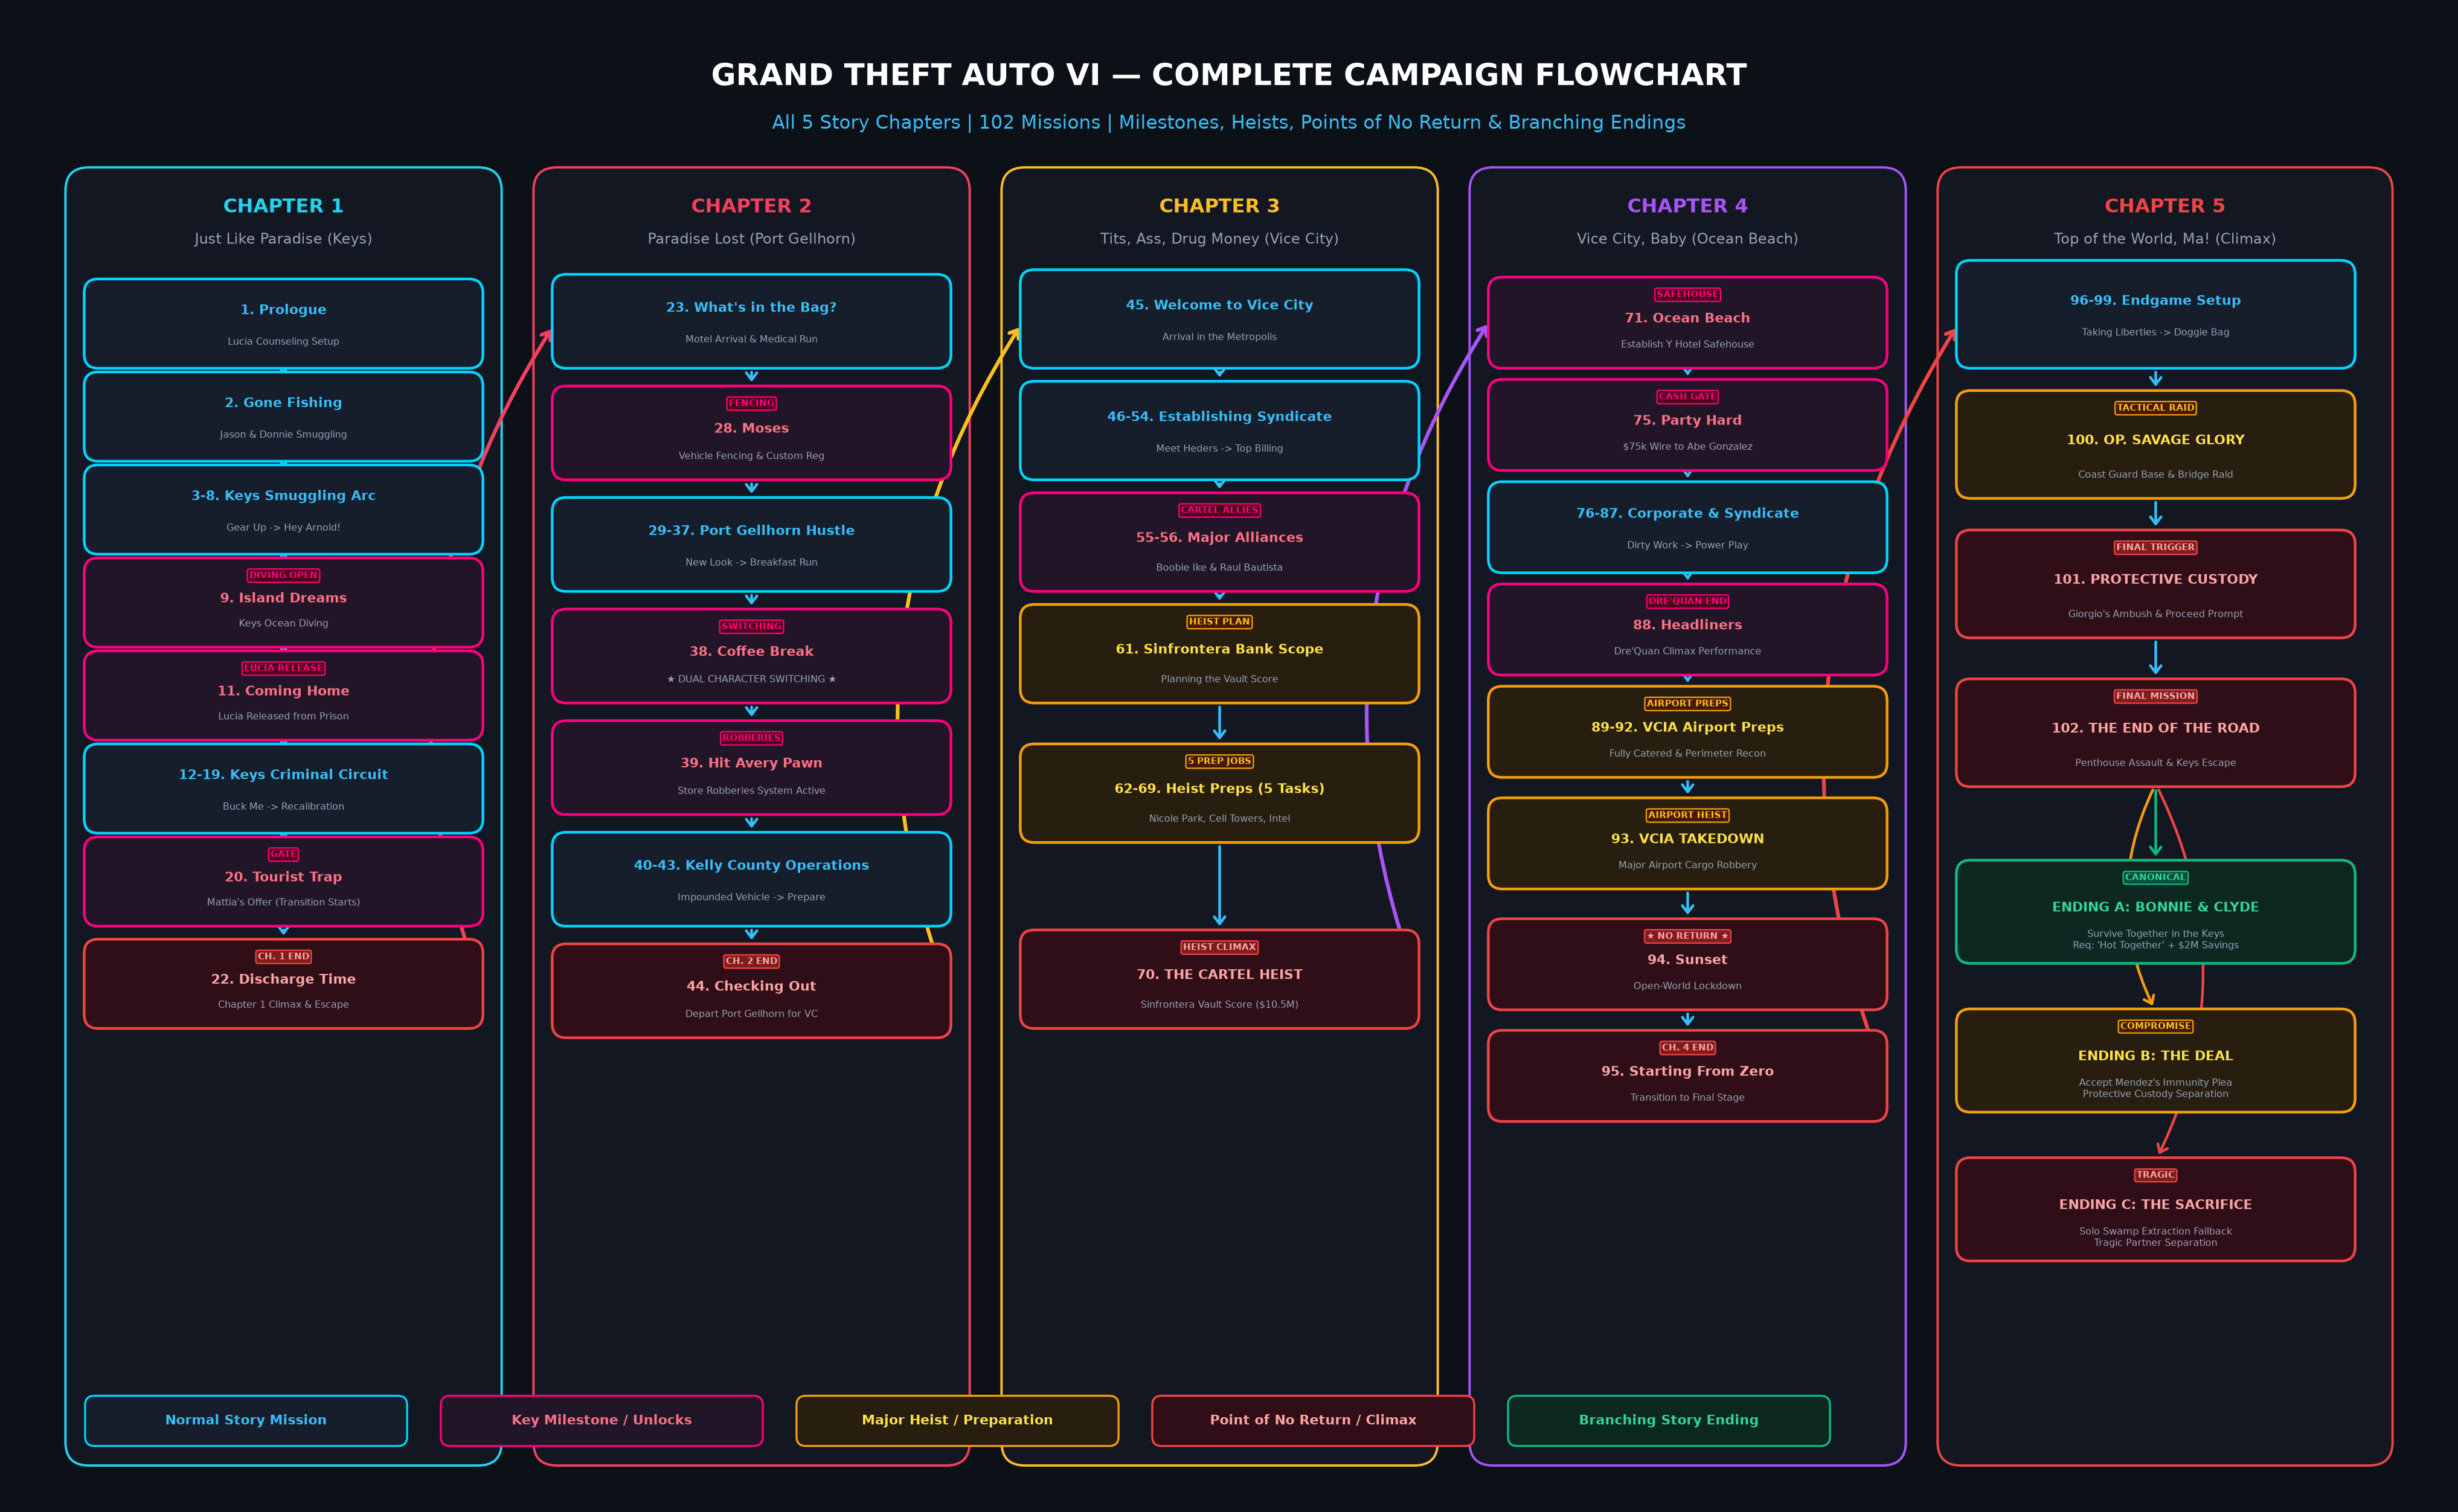 GRAND THEFT AUTO VI — COMPLETE CAMPAIGN FLOWCHART
All 5 Story Chapters | 102 Missions | Milestones, Heists, Points of No Return & Branching Endings
CHAPTER 1
Just Like Paradise (Keys)
1. Prologue
Lucia Counseling Setup
2. Gone Fishing
Jason & Donnie Smuggling
3-8. Keys Smuggling Arc
Gear Up -> Hey Arnold!
DIVING OPEN
9. Island Dreams
Keys Ocean Diving
LUCIA RELEASE
11. Coming Home
Lucia Released from Prison
12-19. Keys Criminal Circuit
Buck Me -> Recalibration
GATE
20. Tourist Trap
Mattia's Offer (Transition Starts)
CH. 1 END
22. Discharge Time
Chapter 1 Climax & Escape
CHAPTER 2
Paradise Lost (Port Gellhorn)
23. What's in the Bag?
Motel Arrival & Medical Run
FENCING
28. Moses
Vehicle Fencing & Custom Reg
29-37. Port Gellhorn Hustle
New Look -> Breakfast Run
SWITCHING
38. Coffee Break
★ DUAL CHARACTER SWITCHING ★
ROBBERIES
39. Hit Avery Pawn
Store Robberies System Active
40-43. Kelly County Operations
Impounded Vehicle -> Prepare
CH. 2 END
44. Checking Out
Depart Port Gellhorn for VC
CHAPTER 3
Tits, Ass, Drug Money (Vice City)
45. Welcome to Vice City
Arrival in the Metropolis
46-54. Establishing Syndicate
Meet Heders -> Top Billing
CARTEL ALLIES
55-56. Major Alliances
Boobie Ike & Raul Bautista
HEIST PLAN
61. Sinfrontera Bank Scope
Planning the Vault Score
5 PREP JOBS
62-69. Heist Preps (5 Tasks)
Nicole Park, Cell Towers, Intel
HEIST CLIMAX
70. THE CARTEL HEIST
Sinfrontera Vault Score ($10.5M)
CHAPTER 4
Vice City, Baby (Ocean Beach)
SAFEHOUSE
71. Ocean Beach
Establish Y Hotel Safehouse
CASH GATE
75. Party Hard
$75k Wire to Abe Gonzalez
76-87. Corporate & Syndicate
Dirty Work -> Power Play
DRE'QUAN END
88. Headliners
Dre'Quan Climax Performance
AIRPORT PREPS
89-92. VCIA Airport Preps
Fully Catered & Perimeter Recon
AIRPORT HEIST
93. VCIA TAKEDOWN
Major Airport Cargo Robbery
★ NO RETURN ★
94. Sunset
Open-World Lockdown
CH. 4 END
95. Starting From Zero
Transition to Final Stage
CHAPTER 5
Top of the World, Ma! (Climax)
96-99. Endgame Setup
Taking Liberties -> Doggie Bag
TACTICAL RAID
100. OP. SAVAGE GLORY
Coast Guard Base & Bridge Raid
FINAL TRIGGER
101. PROTECTIVE CUSTODY
Giorgio's Ambush & Proceed Prompt
FINAL MISSION
102. THE END OF THE ROAD
Penthouse Assault & Keys Escape
CANONICAL
ENDING A: BONNIE & CLYDE
Survive Together in the Keys
Req: 'Hot Together' + $2M Savings
COMPROMISE
ENDING B: THE DEAL
Accept Mendez's Immunity Plea
Protective Custody Separation
TRAGIC
ENDING C: THE SACRIFICE
Solo Swamp Extraction Fallback
Tragic Partner Separation
Normal Story Mission
Key Milestone / Unlocks
Major Heist / Preparation
Point of No Return / Climax
Branching Story Ending